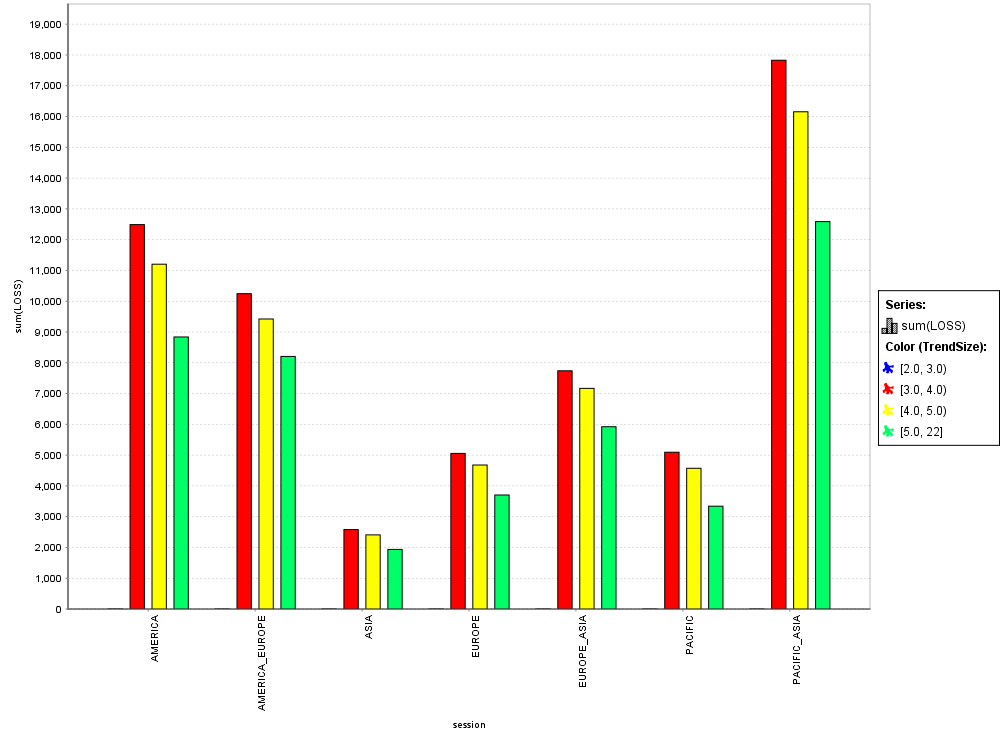 19,000
18,000
17,000
16,000
15,000
14,000
13,000
12,000
11,000
10,000
9,000
8,000
7,000
6,000
5,000
4,000
3,000
2,000
1,000
0
sum(LOSS)
AMERICA
AMERICA_EUROPE
ASIA
EUROPE
EUROPE_ASIA
PACIFIC
PACIFIC_ASIA
session
Series:
sum(LOSS)
Color (TrendSize):
[2.0, 3.0)
[3.0, 4.0)
[4.0, 5.0)
[5.0, 22]